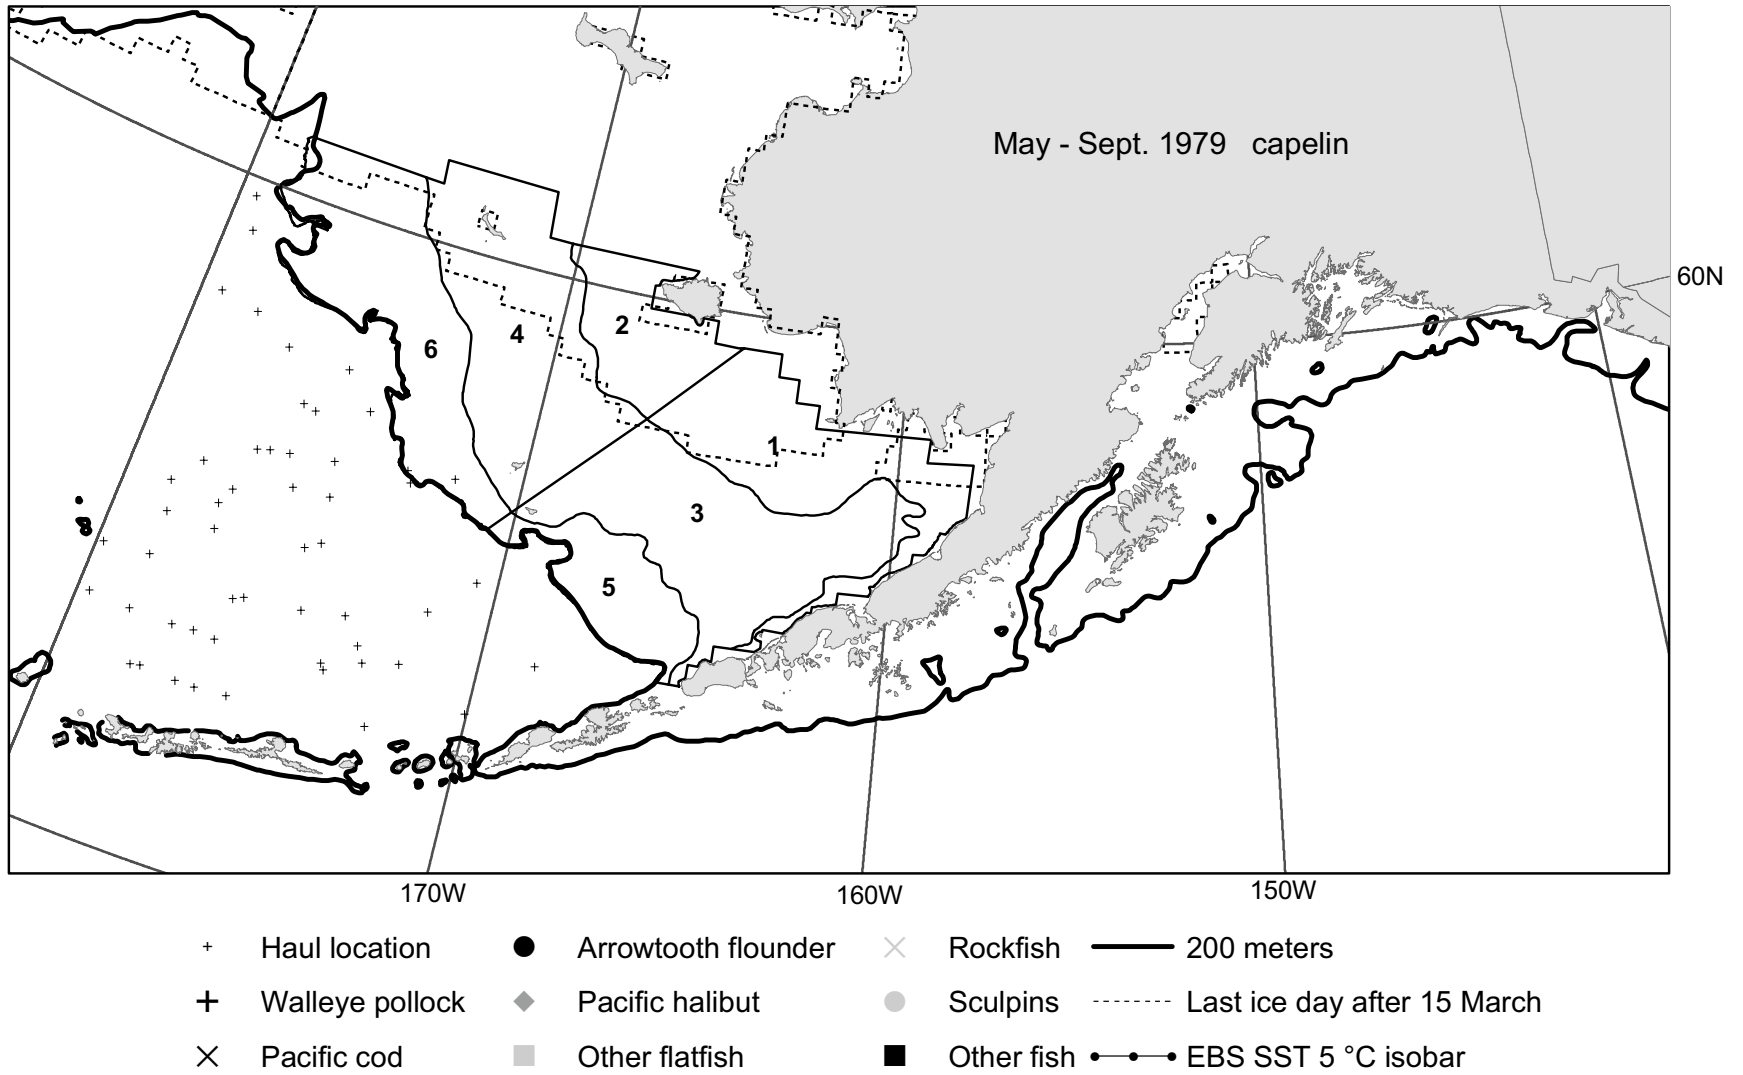 May - Sept. 1979 capelin
60N
2
4
6
1
3
5
170W
160W
150W
Haul location
Arrowtooth flounder
Rockfish
200 meters
Walleye pollock
Pacific halibut
Sculpins
Last ice day after 15 March
Pacific cod
Other flatfish
Other fish
EBS SST 5 °C isobar